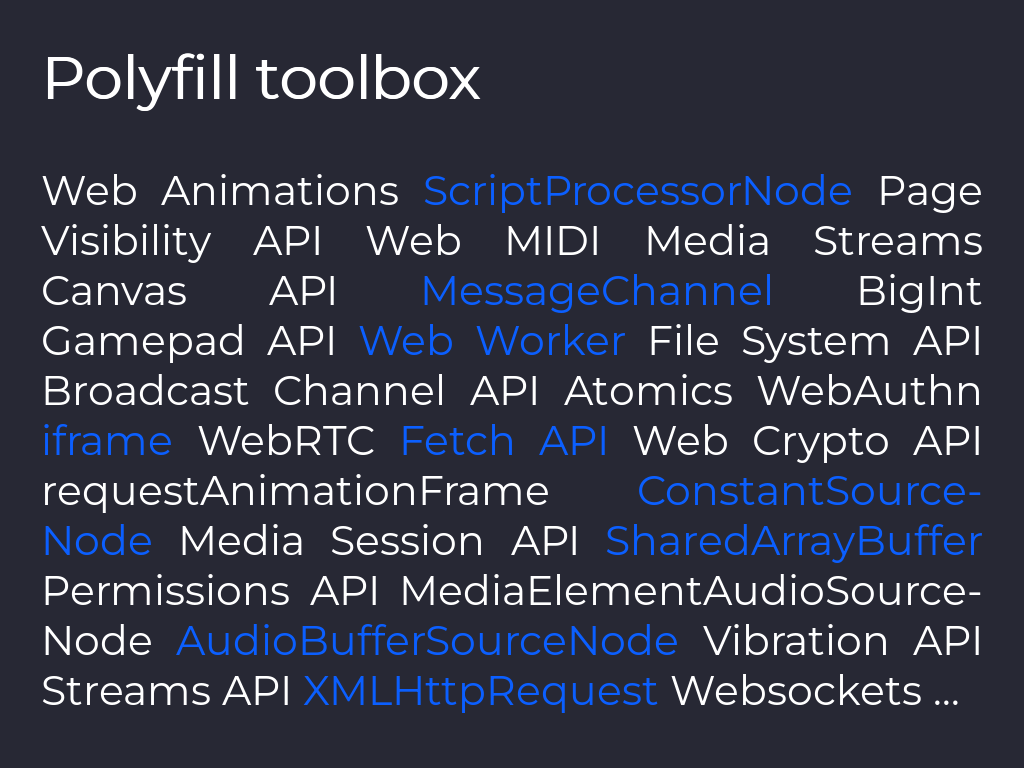 Polyfill toolbox
Web Animations ScriptProcessorNode Page
Visibility API Web MIDI Media Streams
Canvas API MessageChannel BigInt
Gamepad API Web Worker File System API
Broadcast Channel API Atomics WebAuthn
iframe WebRTC Fetch API Web Crypto API
requestAnimationFrame ConstantSource-
Node Media Session API SharedArrayBuffer
Permissions API MediaElementAudioSource-
Node AudioBufferSourceNode Vibration API
Streams API XMLHttpRequest Websockets ...